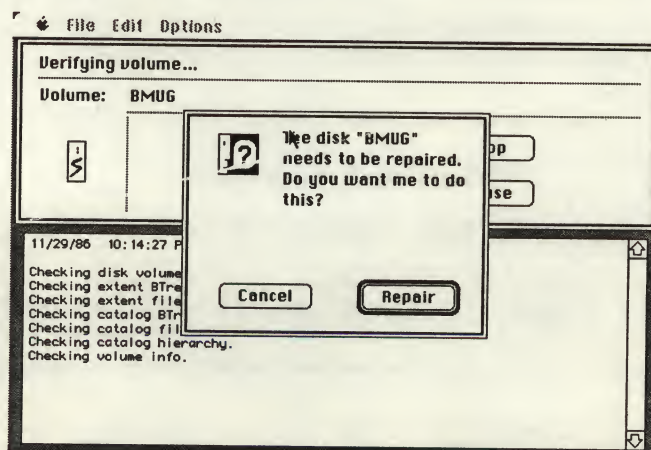 File Edit Options
Verifying volume...
Volume: BMUG
The disk "BMUG"
needs to be repaired.
Do you want me to do
this?
op
use
Cancel
Repair
11/29/86 10:14:27 P
Checking disk volume
Checking extent BTre
Checking extent file
Checking catalog BTr
Checking catalog fil
Checking catalog hierarchy.
Checking volume info.